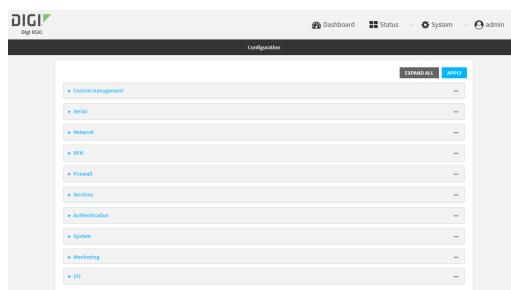 DIGI
Digi IX20
Dashboard Status System admin
Configuration
EXPAND ALL APPLY
Central management
Serial
Network
VPN
Firewall
Services
Authentication
System
Monitoring
I/O